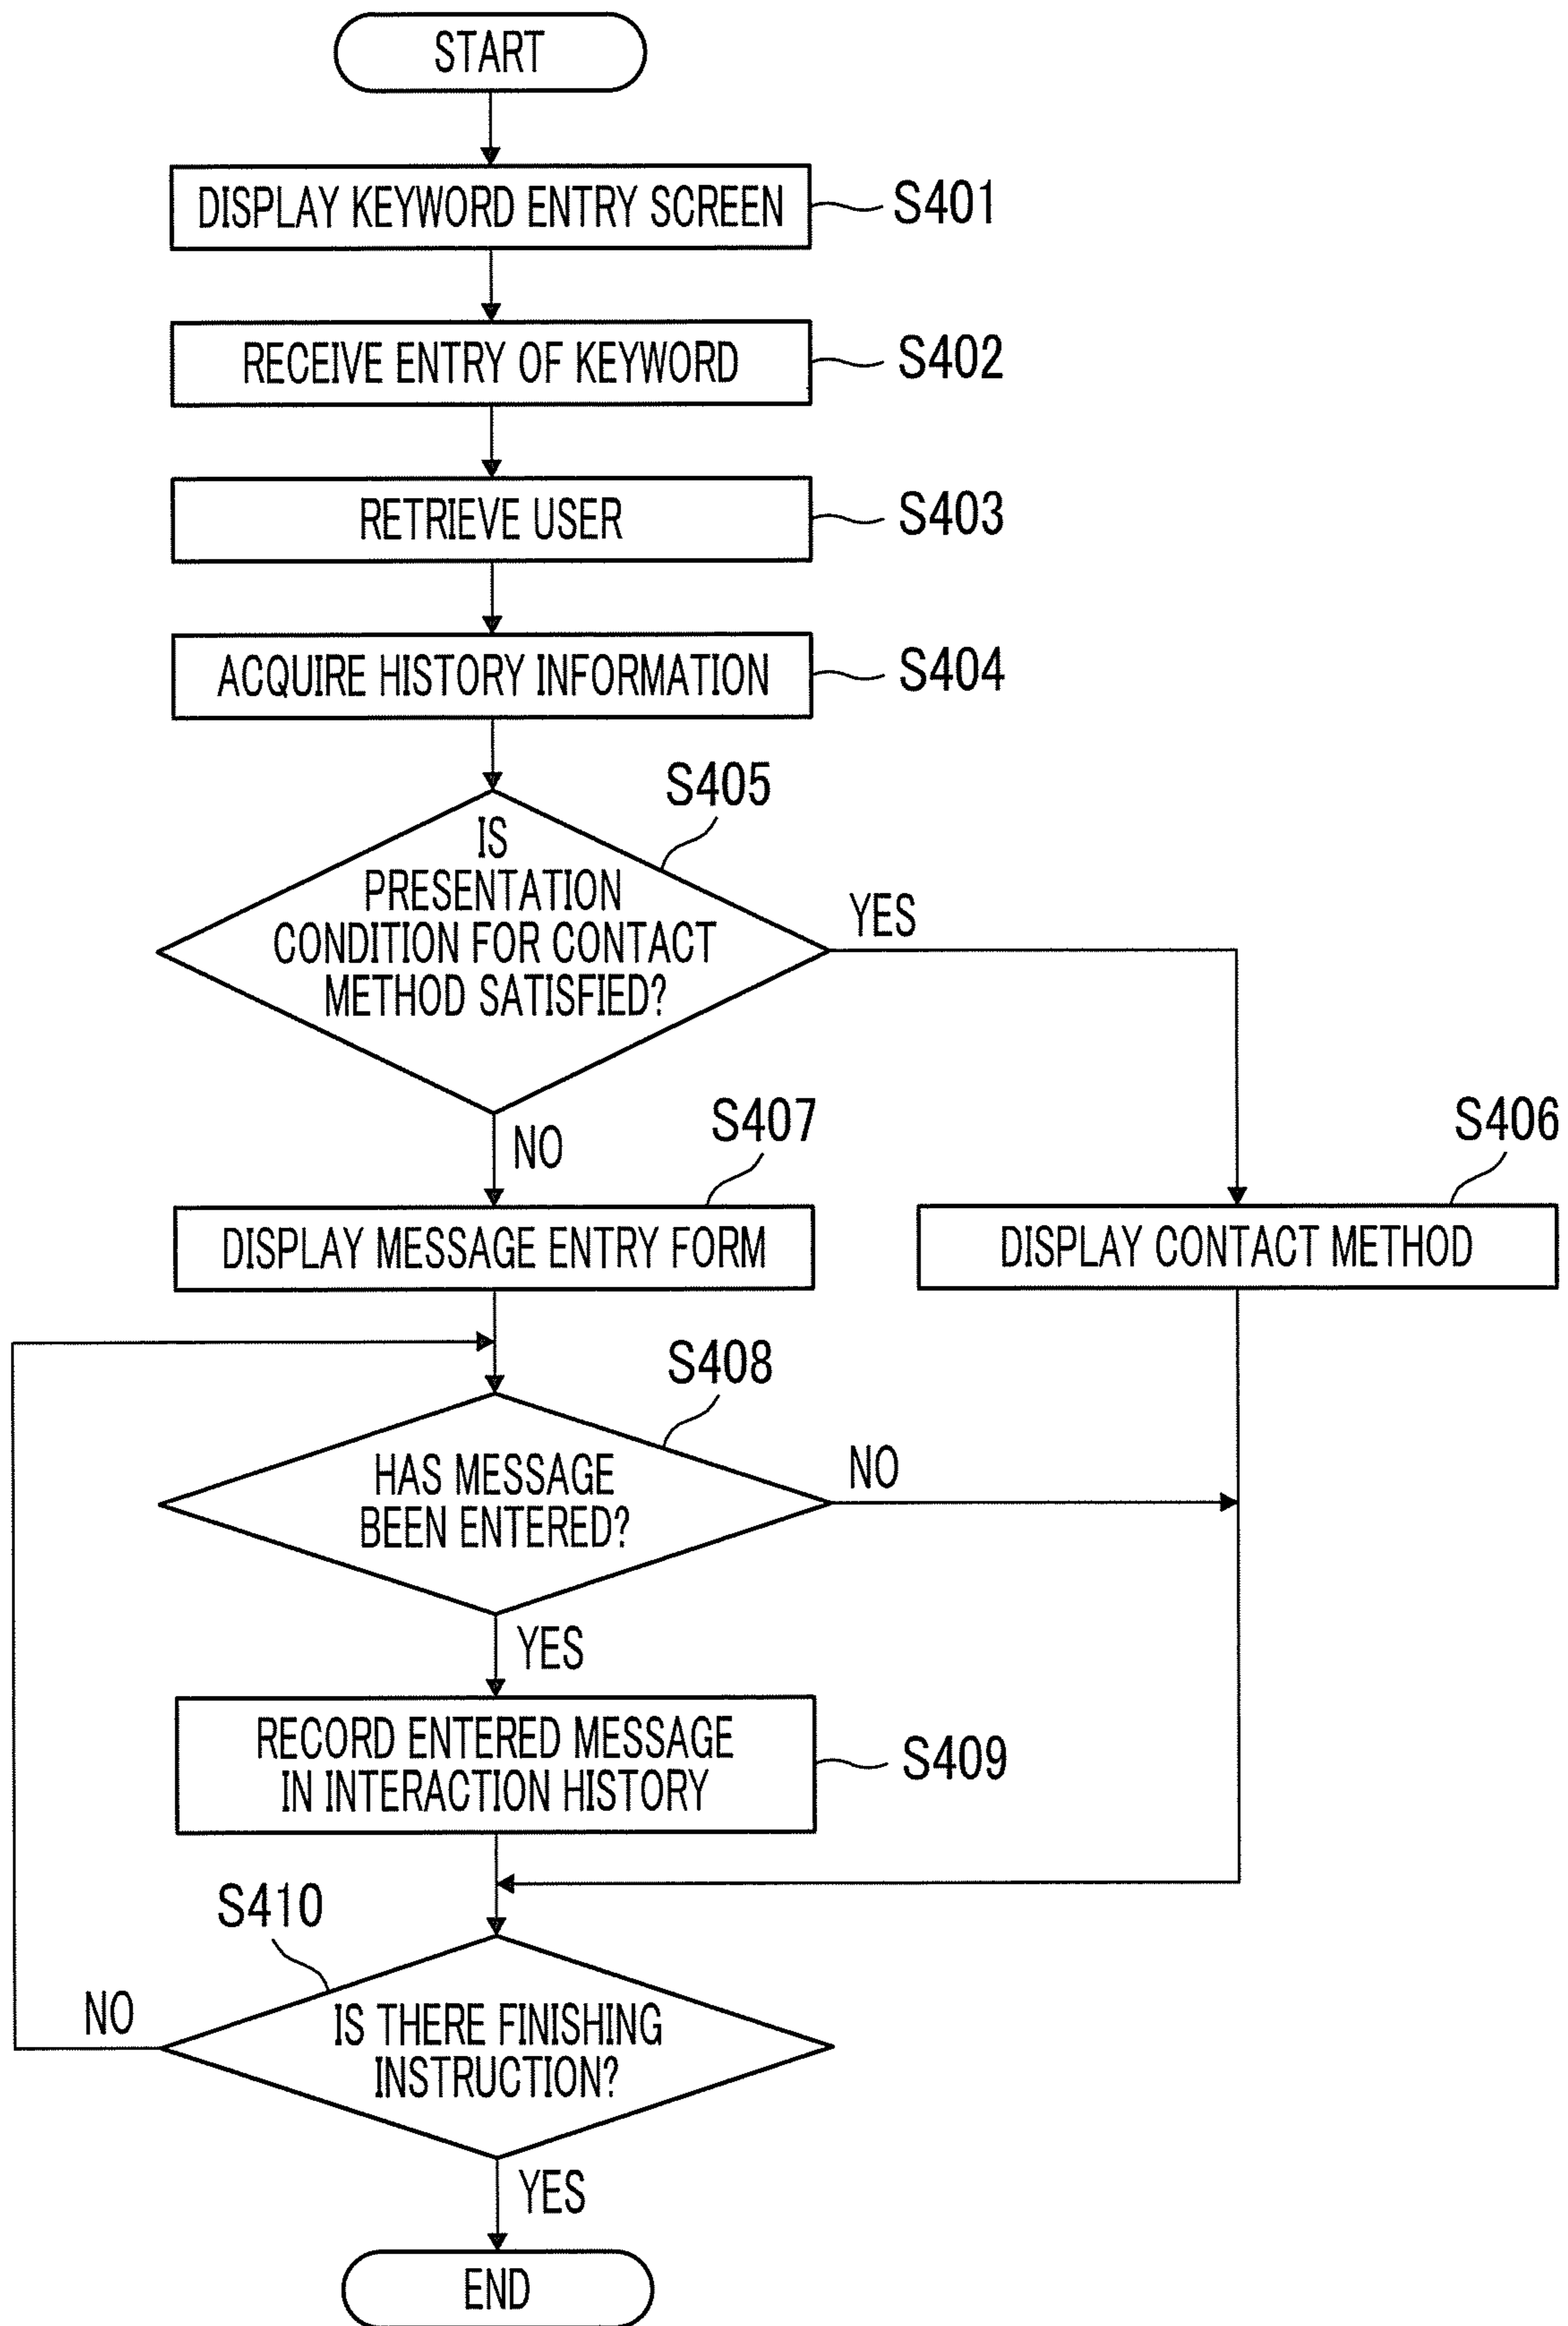 START
DISPLAY KEYWORD ENTRY SCREEN
S401
RECEIVE ENTRY OF KEYWORD
S402
RETRIEVE USER
S403
ACQUIRE HISTORY INFORMATION
S404
S405
IS
PRESENTATION
CONDITION FOR CONTACT
METHOD SATISFIED?
YES
NO
S407
S406
DISPLAY MESSAGE ENTRY FORM
DISPLAY CONTACT METHOD
S408
HAS MESSAGE
BEEN ENTERED?
NO
YES
RECORD ENTERED MESSAGE
IN INTERACTION HISTORY
S409
S410
NO
IS THERE FINISHING
INSTRUCTION?
YES
END